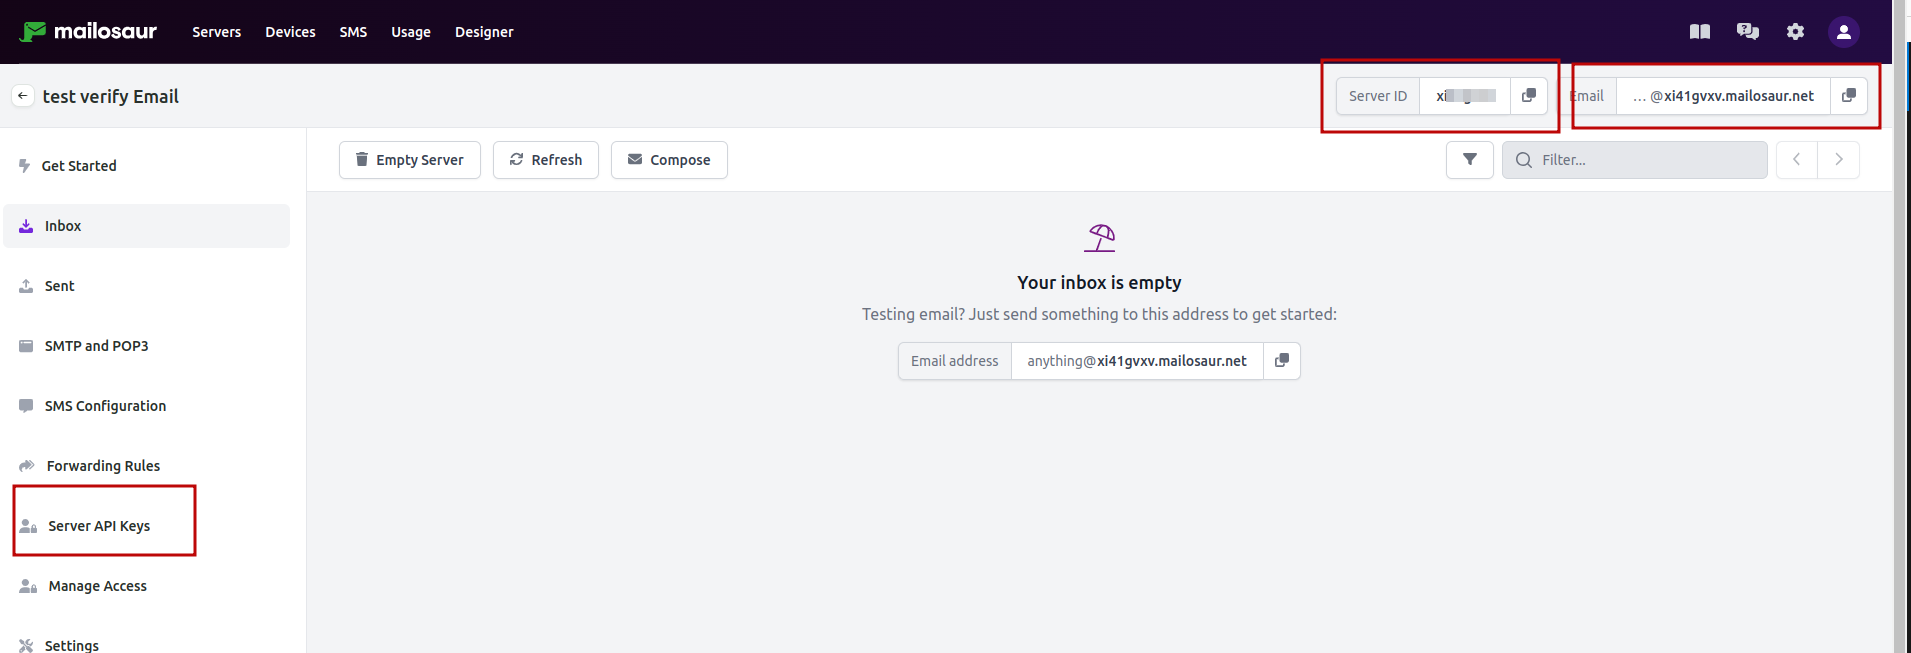 mailosaur Servers Devices SMS Usage Designer
test verify Email Server ID Email ... @xi41gvxv.mailosaur.net
Get Started
Empty Server Refresh Compose Filter...
Inbox
Sent
Your inbox is empty
Testing email? Just send something to this address to get started:
SMTP and POP3
Email address anything@xi41gvxv.mailosaur.net
SMS Configuration
Forwarding Rules
Server API Keys
Manage Access
Settings